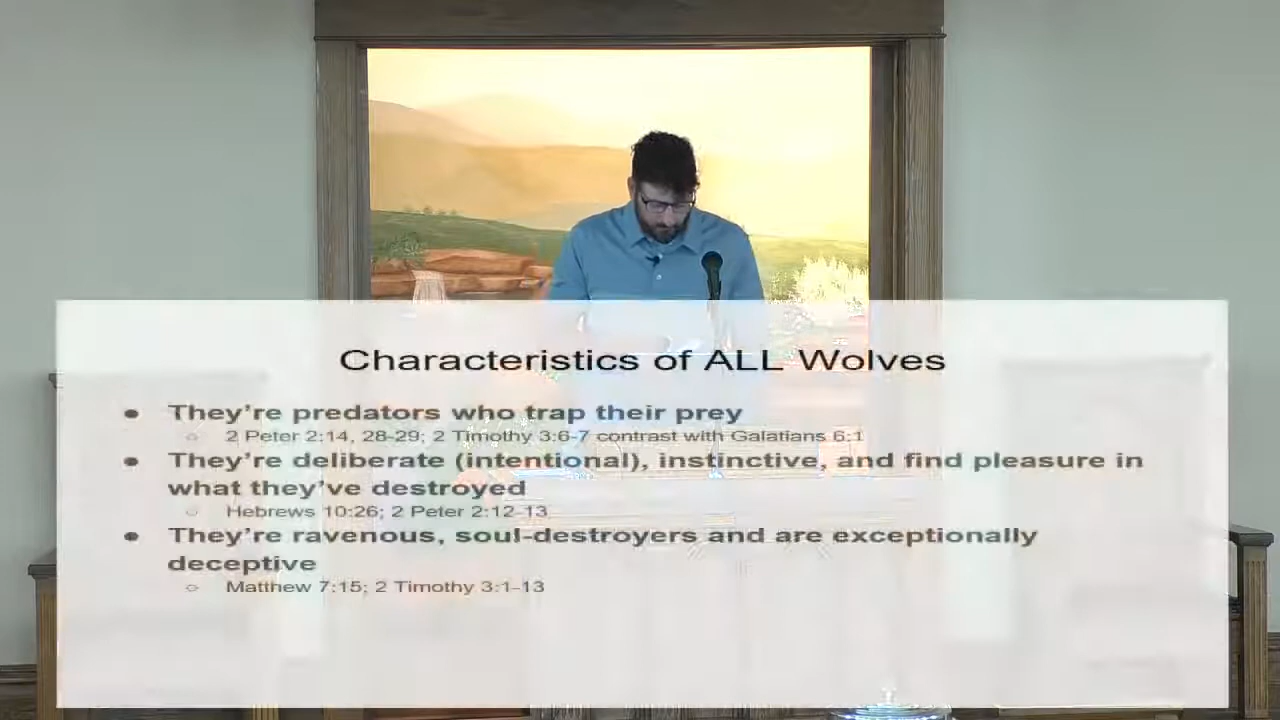 Characteristics of ALL Wolves
● They’re predators who trap their prey
○ 2 Peter 2:14, 28-29; 2 Timothy 3:6-7 contrast with Galatians 6:1
● They’re deliberate (intentional), instinctive, and find pleasure in
what they’ve destroyed
○ Hebrews 10:26; 2 Peter 2:12-13
● They’re ravenous, soul-destroyers and are exceptionally
deceptive
○ Matthew 7:15; 2 Timothy 3:1-13